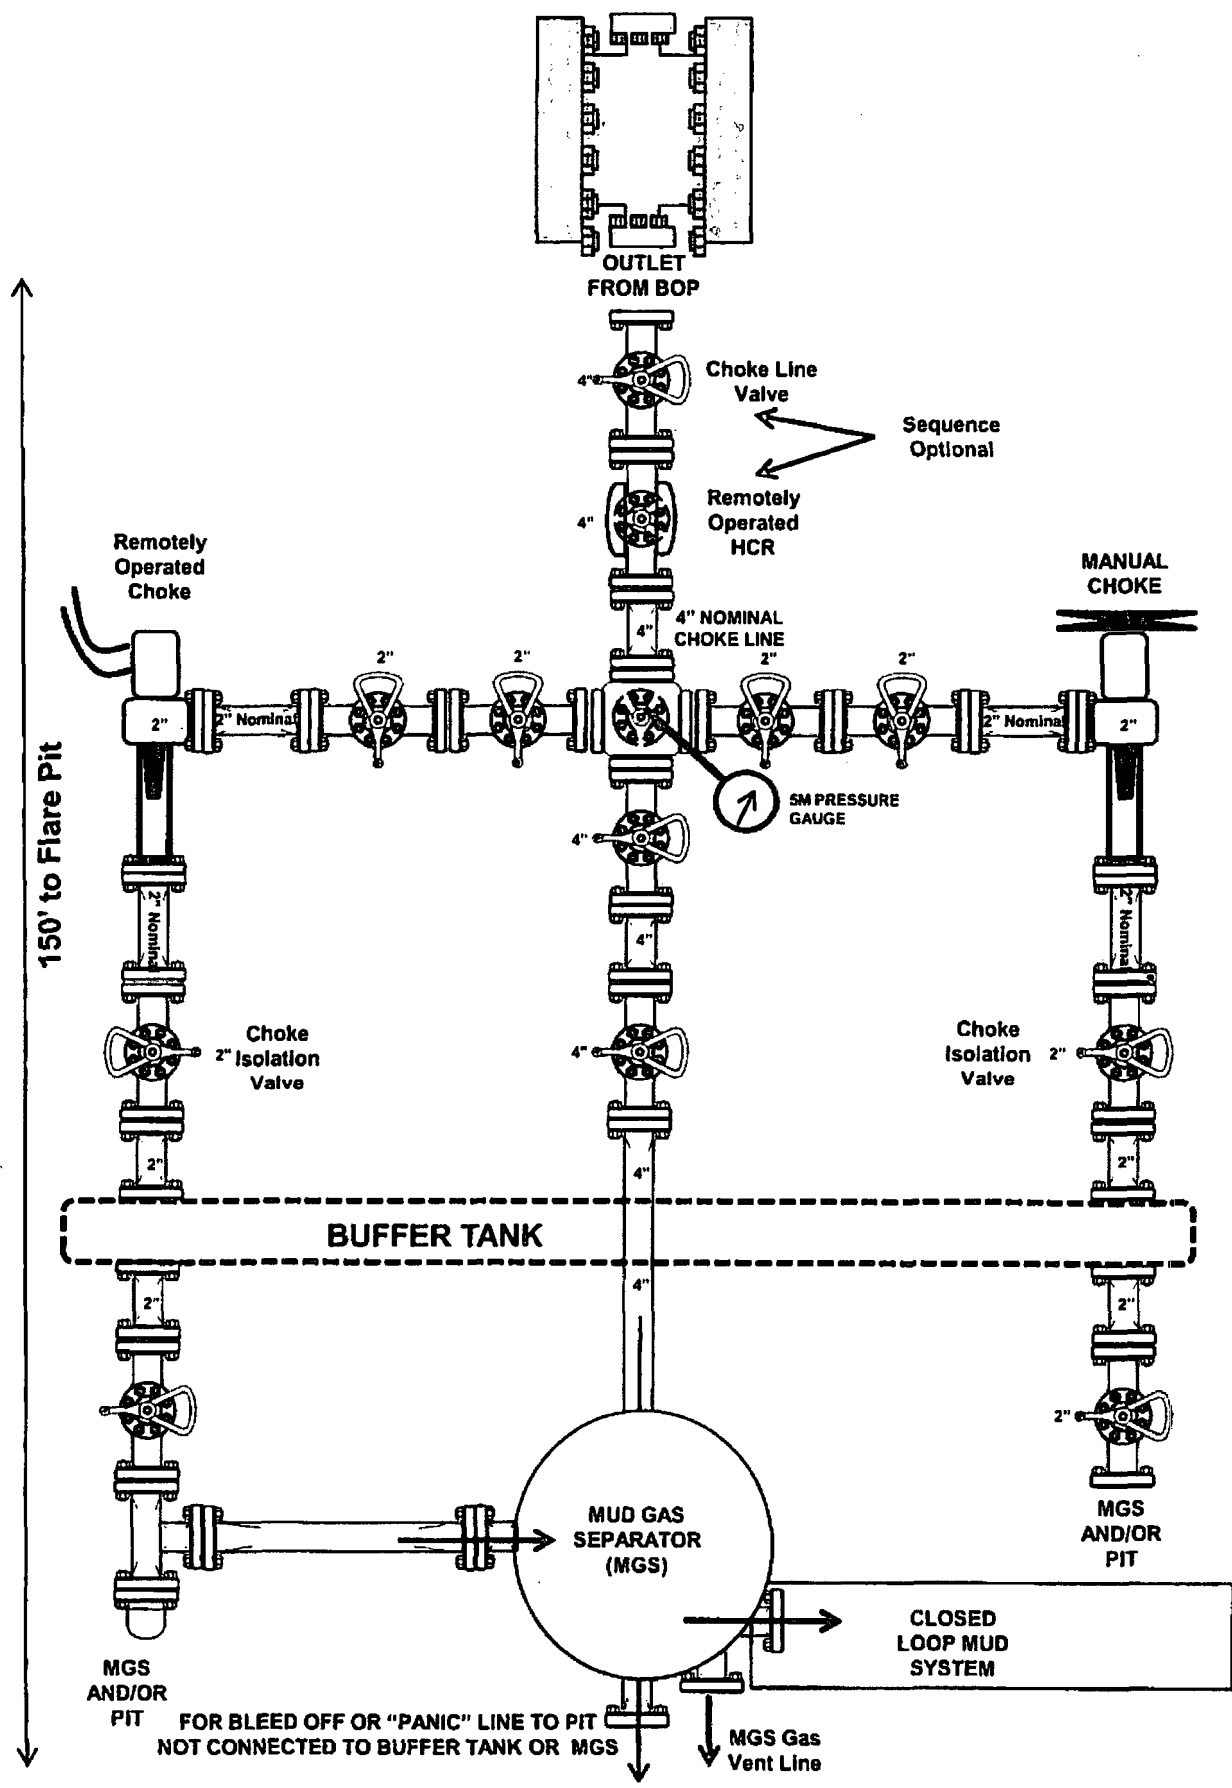 OUTLET
FROM BOP
4"
Choke Line
Valve
Sequence
Optional
4"
Remotely
Operated
HCR
Remotely
Operated
Choke
MANUAL
CHOKE
4"
4" NOMINAL
CHOKE LINE
2"
2"
2"
2"
2"
2" Nominal
2" Nominal
2"
5M PRESSURE
GAUGE
150' to Flare Pit
4"
2" Nominal
4"
2" Nominal
2"
Choke
Isolation
Valve
4"
Choke
Isolation
Valve
2"
2"
4"
2"
BUFFER TANK
4"
2"
2"
2"
MUD GAS
SEPARATOR
(MGS)
MGS
AND/OR
PIT
CLOSED
LOOP MUD
SYSTEM
MGS
AND/OR
PIT
FOR BLEED OFF OR "PANIC" LINE TO PIT
NOT CONNECTED TO BUFFER TANK OR MGS
MGS Gas
Vent Line